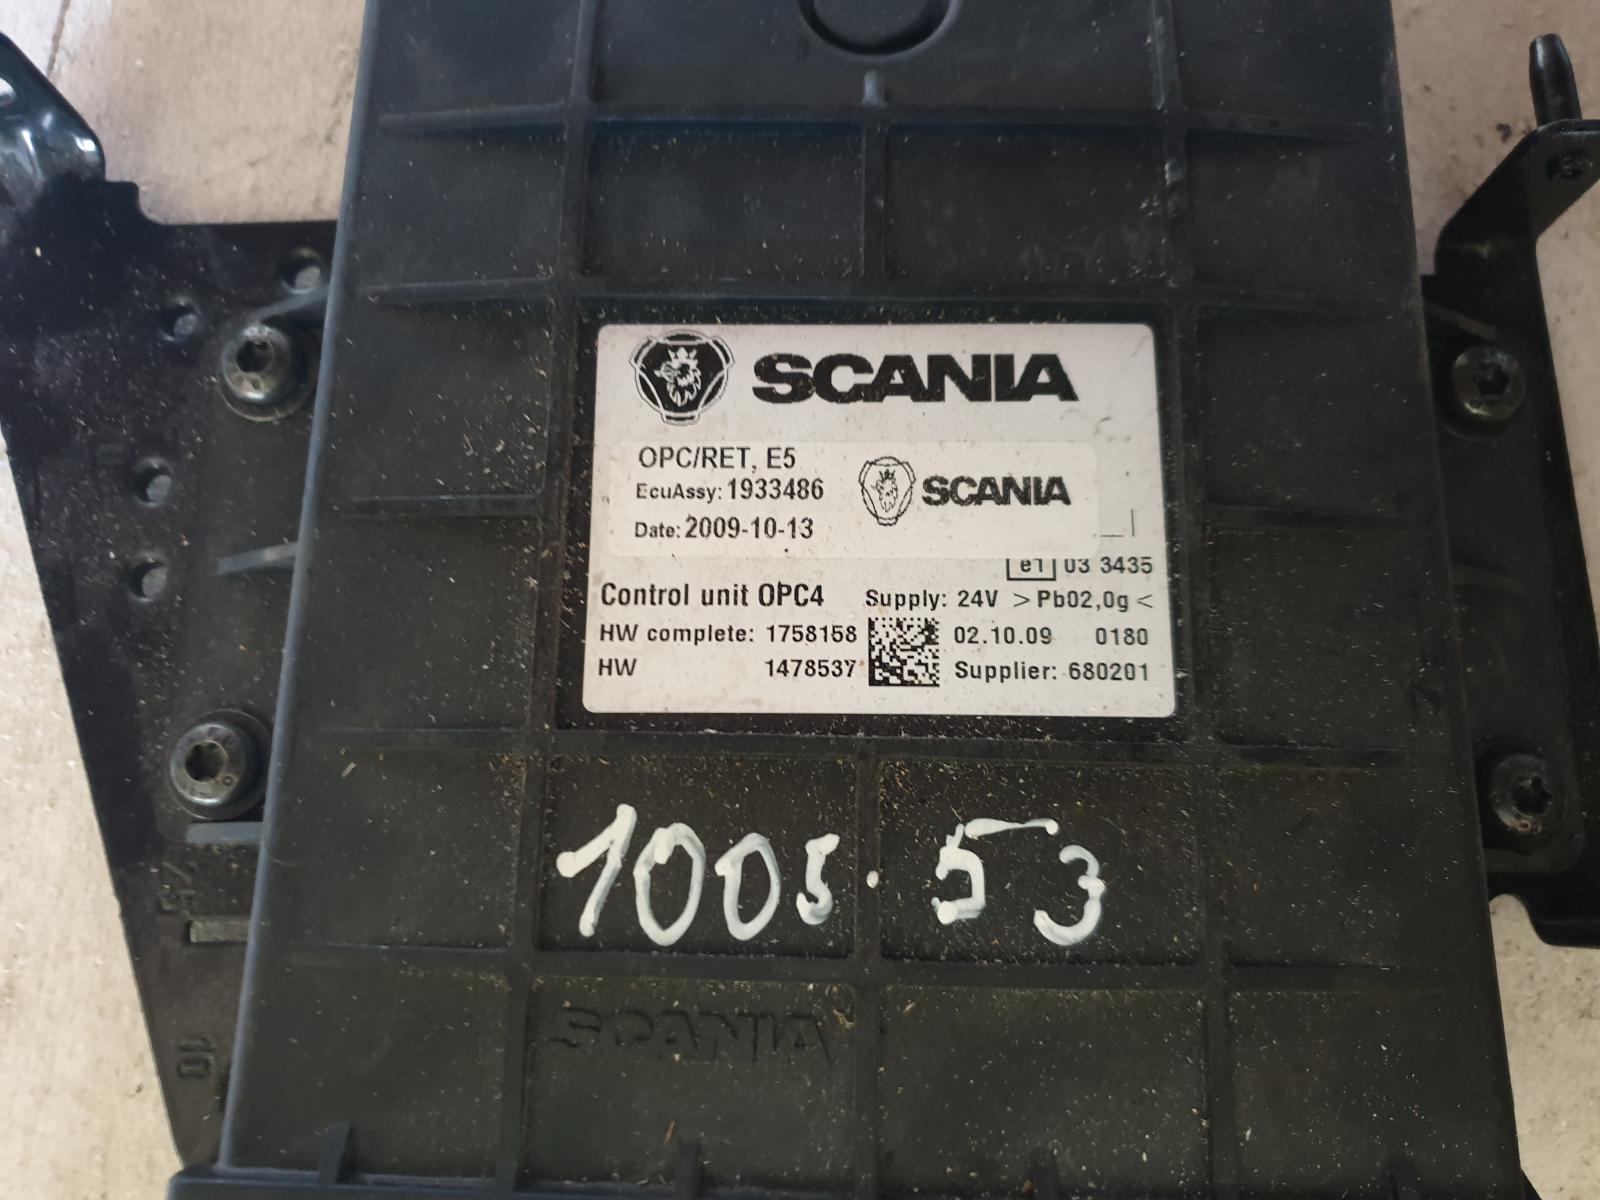 SCANIA
OPC/RET, E5
EcuAssy: 1933486
SCANIA
Date: 2009-10-13
e1 03 3435
Control unit OPC4 Supply: 24V >Pb02,0g<
HW complete: 1758158 02.10.09 0180
HW 1478537 Supplier: 680201
1005.53
SCANIA
10